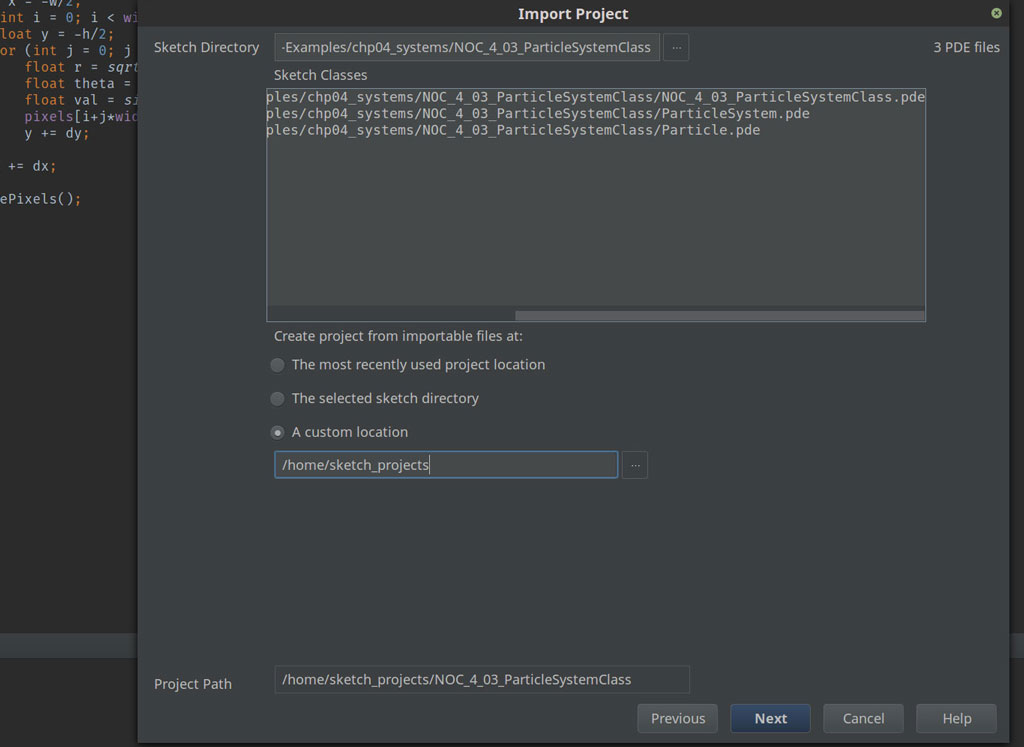 Import Project
x = -w/2;
int i = 0; i < wi
loat y = -h/2;
or (int j = 0; j
float r = sqrt
float theta =
float val = si
pixels[i+j*wid
y += dy;
+= dx;
ePixels();
Sketch Directory
-Examples/chp04_systems/NOC_4_03_ParticleSystemClass
...
3 PDE files
Sketch Classes
ples/chp04_systems/NOC_4_03_ParticleSystemClass/NOC_4_03_ParticleSystemClass.pde
ples/chp04_systems/NOC_4_03_ParticleSystemClass/ParticleSystem.pde
ples/chp04_systems/NOC_4_03_ParticleSystemClass/Particle.pde
Create project from importable files at:
The most recently used project location
The selected sketch directory
A custom location
/home/sketch_projects
...
Project Path
/home/sketch_projects/NOC_4_03_ParticleSystemClass
Previous
Next
Cancel
Help